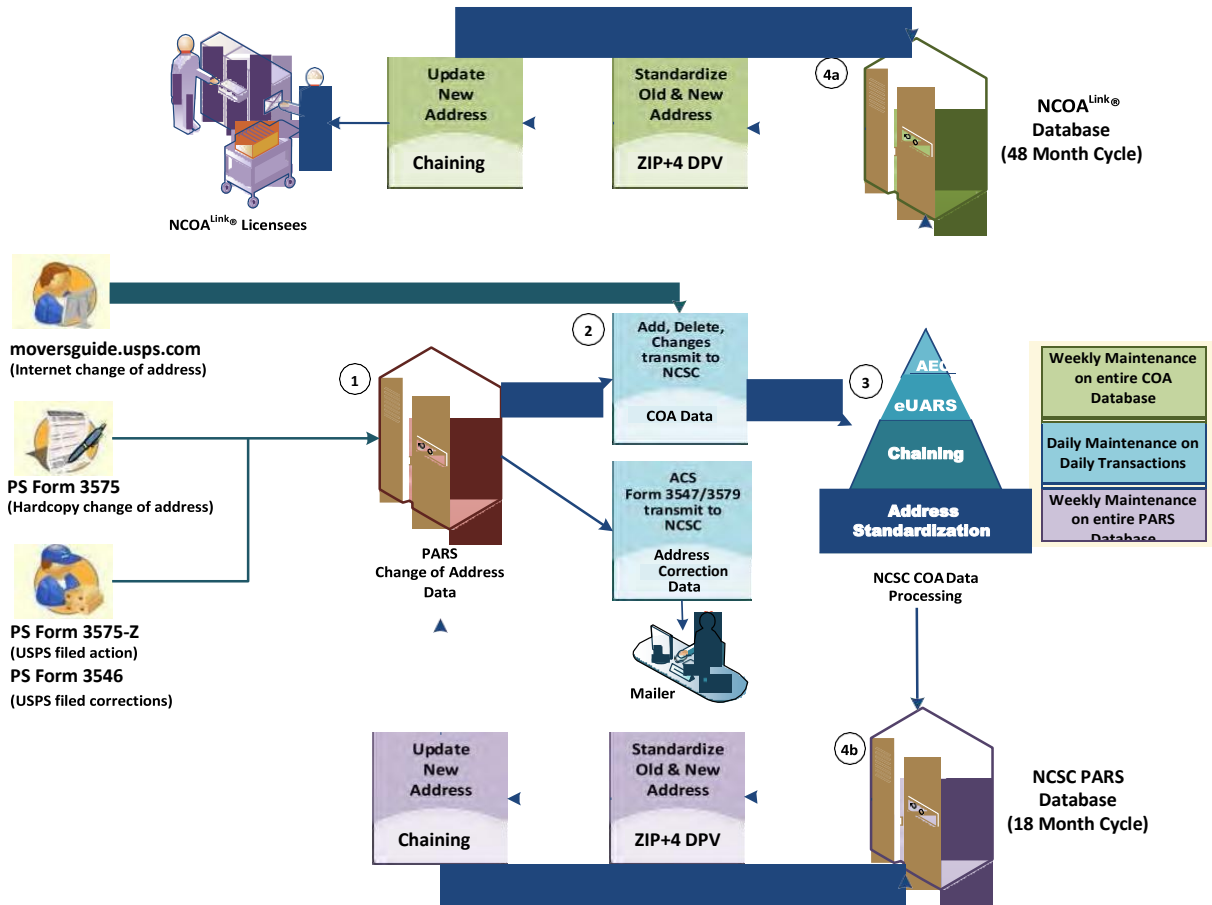 Update
New
Address
Chaining
Standardize
Old & New
Address
ZIP+4 DPV
4a
NCOALink®
Database
(48 Month Cycle)
NCOALink® Licensees
moversguide.usps.com
(Internet change of address)
PS Form 3575
(Hardcopy change of address)
PS Form 3575-Z
(USPS filed action)
PS Form 3546
(USPS filed corrections)
1
PARS
Change of Address
Data
2
Add, Delete,
Changes
transmit to
NCSC
COA Data
ACS
Form 3547/3579
transmit to
NCSC
Address
Correction
Data
Mailer
3
AEC
eUARS
Chaining
Address
Standardization
NCSC COA Data
Processing
Weekly Maintenance
on entire COA
Database
Daily Maintenance on
Daily Transactions
Weekly Maintenance
on entire PARS
Database
Update
New
Address
Chaining
Standardize
Old & New
Address
ZIP+4 DPV
4b
NCSC PARS
Database
(18 Month Cycle)